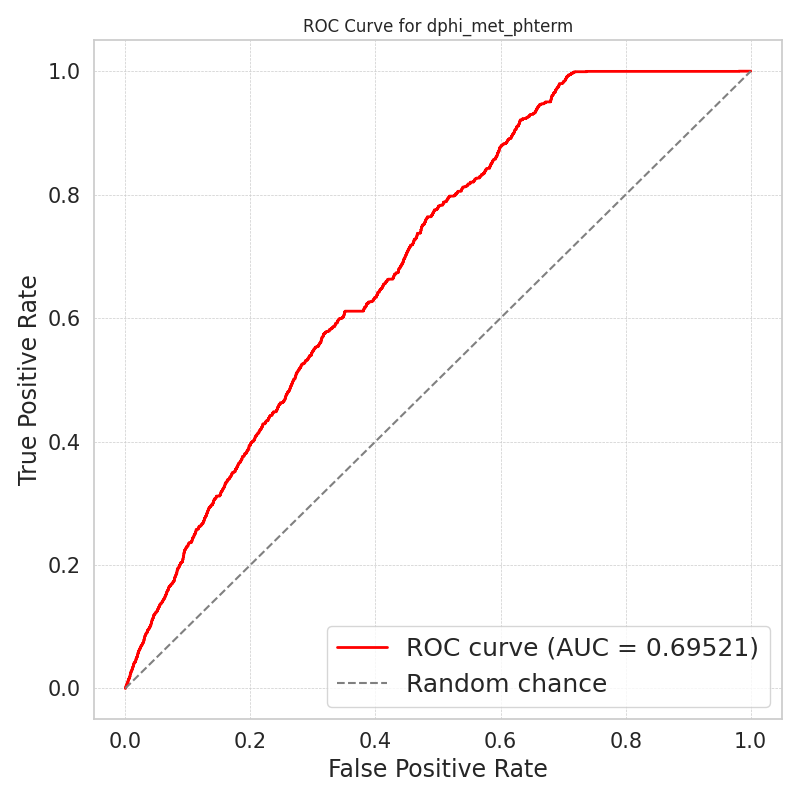 ROC Curve for dphi_met_phterm
1.0
0.8
0.6
0.4
0.2
0.0
True Positive Rate
ROC curve (AUC = 0.69521)
Random chance
0.0 0.2 0.4 0.6 0.8 1.0
False Positive Rate